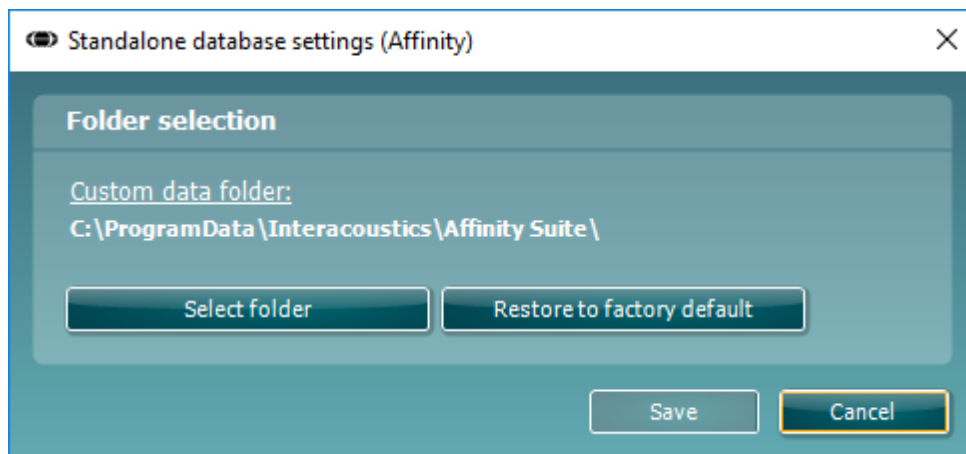 Standalone database settings (Affinity)
Folder selection
Custom data folder:
C:\ProgramData\Interacoustics\Affinity Suite\
Select folder
Restore to factory default
Save
Cancel